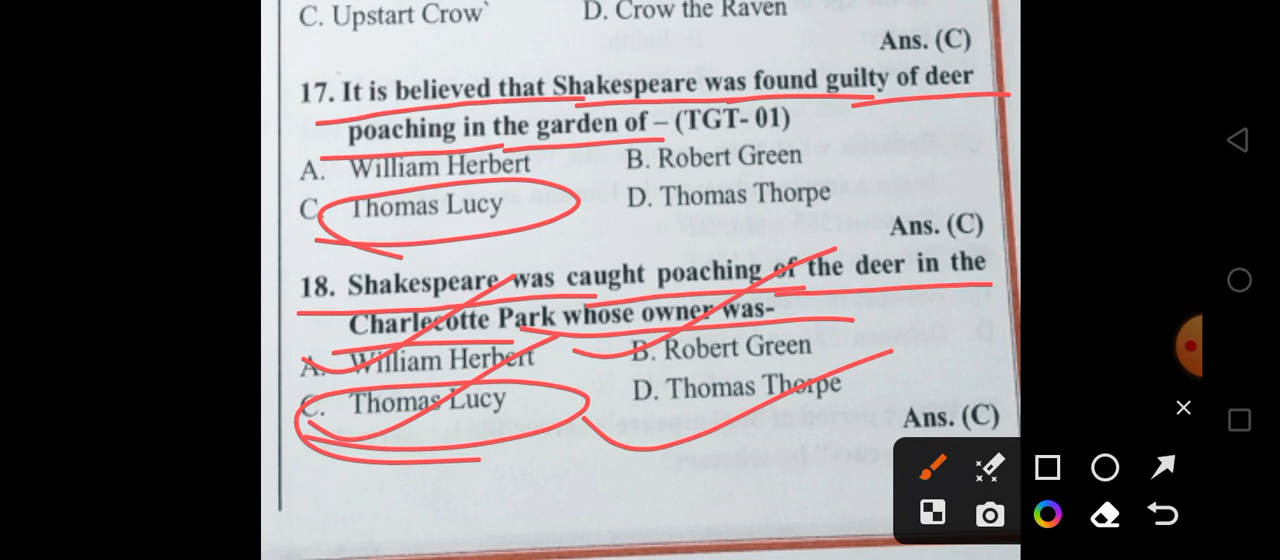 C. Upstart Crow` D. Crow the Raven
Ans. (C)
17. It is believed that Shakespeare was found guilty of deer
poaching in the garden of – (TGT- 01)
A. William Herbert B. Robert Green
C. Thomas Lucy D. Thomas Thorpe
Ans. (C)
18. Shakespeare was caught poaching of the deer in the
Charlecotte Park whose owner was-
A. William Herbert B. Robert Green
C. Thomas Lucy D. Thomas Thorpe
Ans. (C)